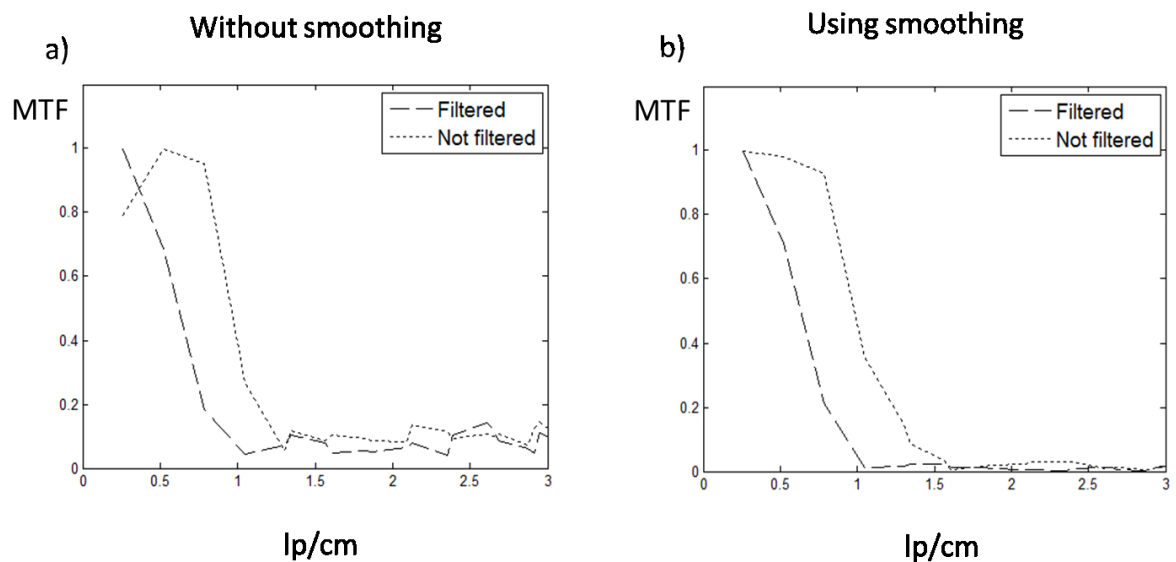 Without smoothing
a)
MTF
Filtered
Not filtered
1
0.8
0.6
0.4
0.2
0
0 0.5 1 1.5 2 2.5 3
lp/cm
Using smoothing
b)
MTF
Filtered
Not filtered
1
0.8
0.6
0.4
0.2
0
0 0.5 1 1.5 2 2.5 3
lp/cm